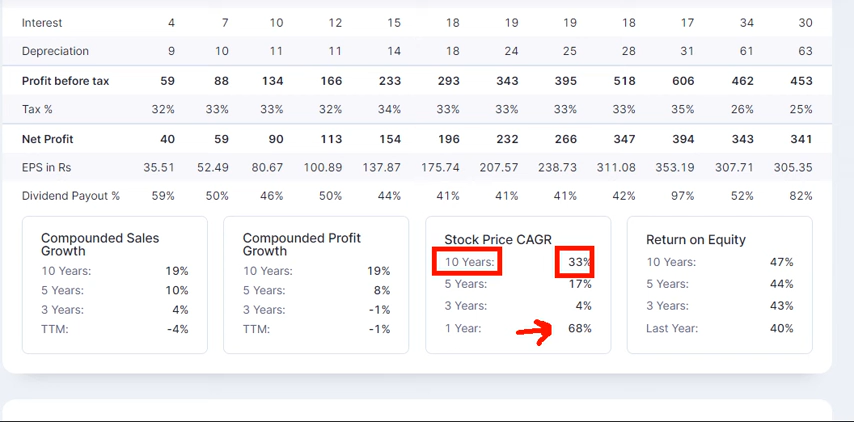 Interest 4 7 10 12 15 18 19 19 18 17 34 30
Depreciation 9 10 11 11 14 18 24 25 28 31 61 63
Profit before tax 59 88 134 166 233 293 343 395 518 606 462 453
Tax % 32% 33% 33% 32% 34% 33% 33% 33% 33% 35% 26% 25%
Net Profit 40 59 90 113 154 196 232 266 347 394 343 341
EPS in Rs 35.51 52.49 80.67 100.89 137.87 175.74 207.57 238.73 311.08 353.19 307.71 305.35
Dividend Payout % 59% 50% 46% 50% 44% 41% 41% 41% 42% 97% 52% 82%
Compounded Sales
Growth
10 Years: 19%
5 Years: 10%
3 Years: 4%
TTM: -4%
Compounded Profit
Growth
10 Years: 19%
5 Years: 8%
3 Years: -1%
TTM: -1%
Stock Price CAGR
10 Years: 33%
5 Years: 17%
3 Years: 4%
1 Year: 68%
Return on Equity
10 Years: 47%
5 Years: 44%
3 Years: 43%
Last Year: 40%